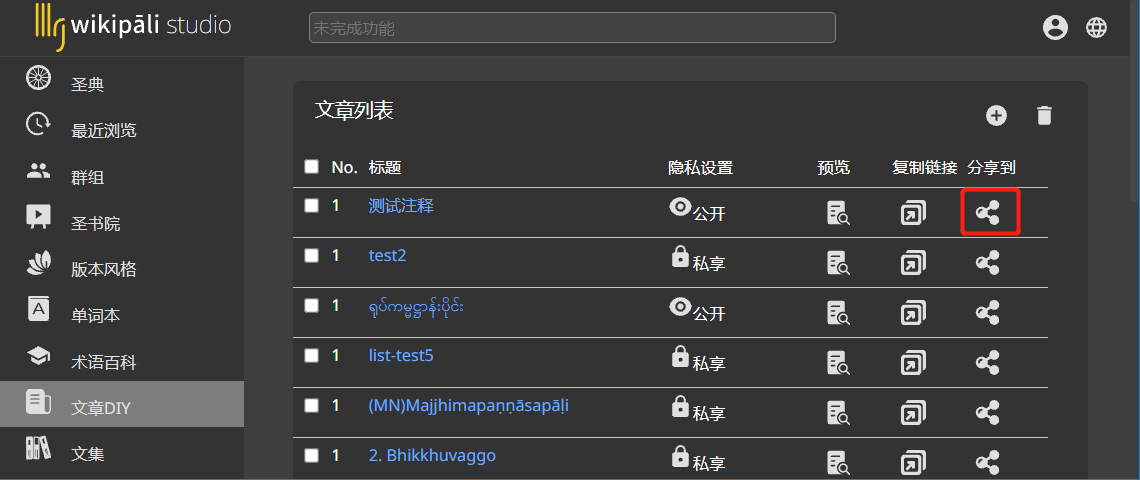 wikipāli studio
未完成功能
圣典
最近浏览
群组
圣书院
版本风格
单词本
术语百科
文章DIY
文集
文章列表
No. 标题 隐私设置 预览 复制链接 分享到
1 测试注释 公开
1 test2 私享
1 ရုပ်ကမ္မဋ္ဌာန်းပိုင်း 公开
1 list-test5 私享
1 (MN)Majjhimapaṇṇāsapāḷi 私享
1 2. Bhikkhuvaggo 私享